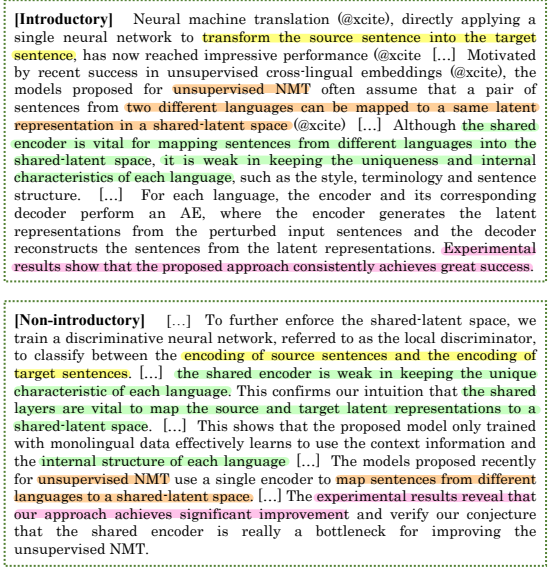 [Introductory] Neural machine translation (@xcite), directly applying a
single neural network to transform the source sentence into the target
sentence, has now reached impressive performance (@xcite […] Motivated
by recent success in unsupervised cross-lingual embeddings (@xcite), the
models proposed for unsupervised NMT often assume that a pair of
sentences from two different languages can be mapped to a same latent
representation in a shared-latent space (@xcite) […] Although the shared
encoder is vital for mapping sentences from different languages into the
shared-latent space, it is weak in keeping the uniqueness and internal
characteristics of each language, such as the style, terminology and sentence
structure. […] For each language, the encoder and its corresponding
decoder perform an AE, where the encoder generates the latent
representations from the perturbed input sentences and the decoder
reconstructs the sentences from the latent representations. Experimental
results show that the proposed approach consistently achieves great success.
[Non-introductory] […] To further enforce the shared-latent space, we
train a discriminative neural network, referred to as the local discriminator,
to classify between the encoding of source sentences and the encoding of
target sentences. […] the shared encoder is weak in keeping the unique
characteristic of each language. This confirms our intuition that the shared
layers are vital to map the source and target latent representations to a
shared-latent space. […] This shows that the proposed model only trained
with monolingual data effectively learns to use the context information and
the internal structure of each language […] The models proposed recently
for unsupervised NMT use a single encoder to map sentences from different
languages to a shared-latent space. […] The experimental results reveal that
our approach achieves significant improvement and verify our conjecture
that the shared encoder is really a bottleneck for improving the
unsupervised NMT.